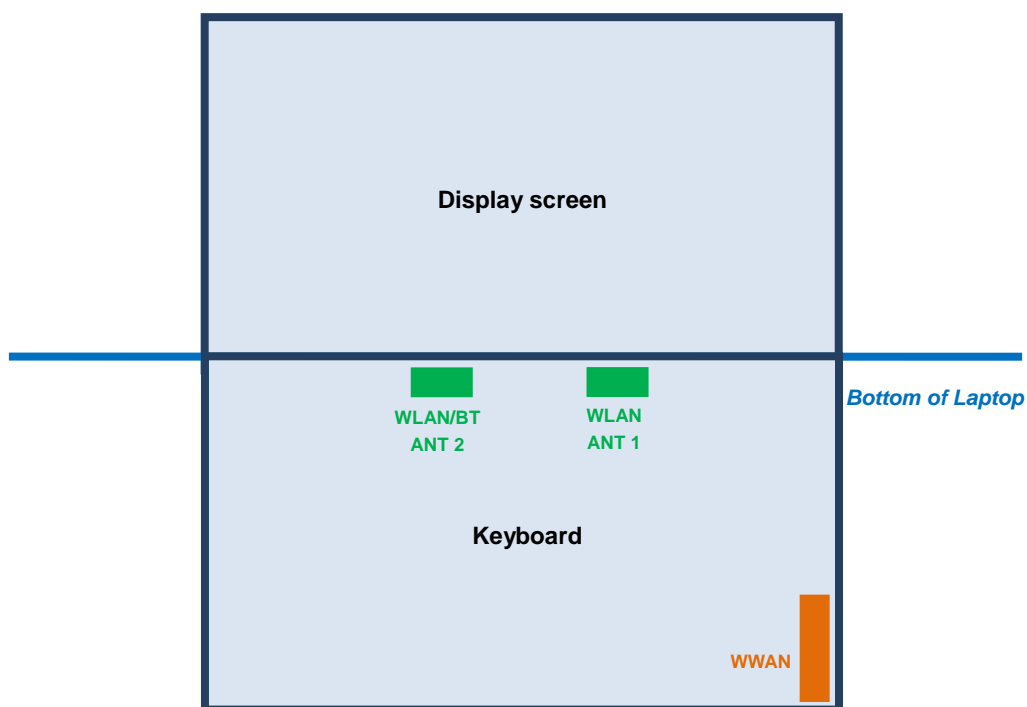 Display screen
Bottom of Laptop
WLAN/BT
ANT 2
WLAN
ANT 1
Keyboard
WWAN